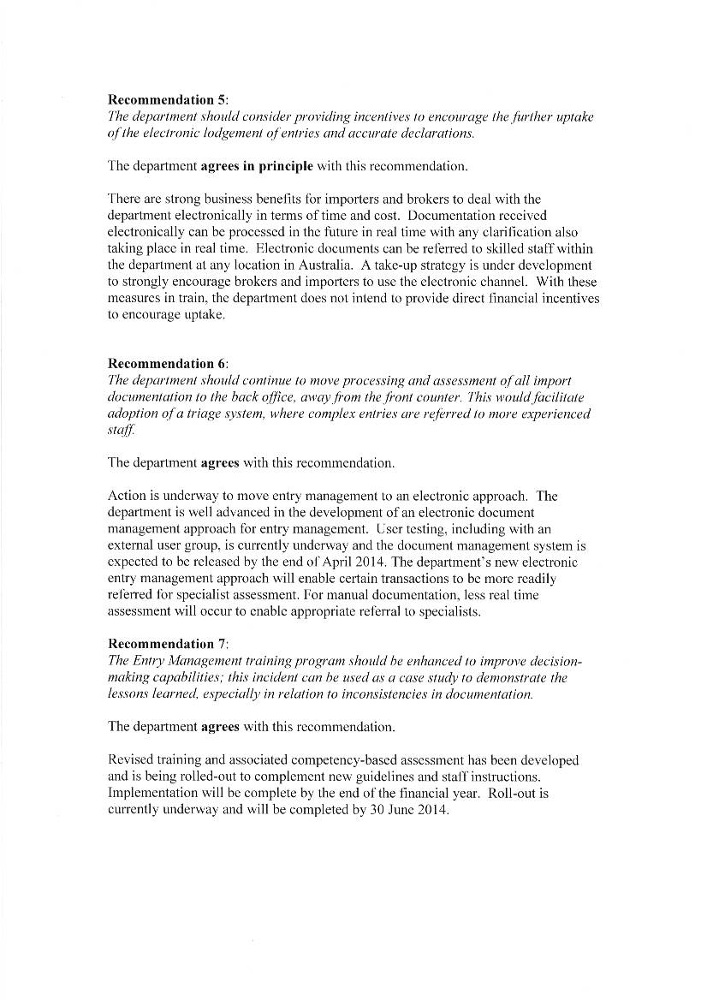 Recommendation 5:
The department should consider providing incentives to encourage the further uptake
of the electronic lodgement of entries and accurate declarations.
The department agrees in principle with this recommendation.
There are strong business benefits for importers and brokers to deal with the
department electronically in terms of time and cost.  Documentation received
electronically can be processed in the future in real time with any clarification also
taking place in real time.  Electronic documents can be referred to skilled staff within
the department at any location in Australia.  A take-up strategy is under development
to strongly encourage brokers and importers to use the electronic channel.  With these
measures in train, the department does not intend to provide direct financial incentives
to encourage uptake.
Recommendation 6:
The department should continue to move processing and assessment of all import
documentation to the back office, away from the front counter. This would facilitate
adoption of a triage system, where complex entries are referred to more experienced
staff.
The department agrees with this recommendation.
Action is underway to move entry management to an electronic approach.  The
department is well advanced in the development of an electronic document
management approach for entry management.  User testing, including with an
external user group, is currently underway and the document management system is
expected to be released by the end of April 2014. The department's new electronic
entry management approach will enable certain transactions to be more readily
referred for specialist assessment. For manual documentation, less real time
assessment will occur to enable appropriate referral to specialists.
Recommendation 7:
The Entry Management training program should be enhanced to improve decision-
making capabilities; this incident can be used as a case study to demonstrate the
lessons learned, especially in relation to inconsistencies in documentation.
The department agrees with this recommendation.
Revised training and associated competency-based assessment has been developed
and is being rolled-out to complement new guidelines and staff instructions.
Implementation will be complete by the end of the financial year.  Roll-out is
currently underway and will be completed by 30 June 2014.